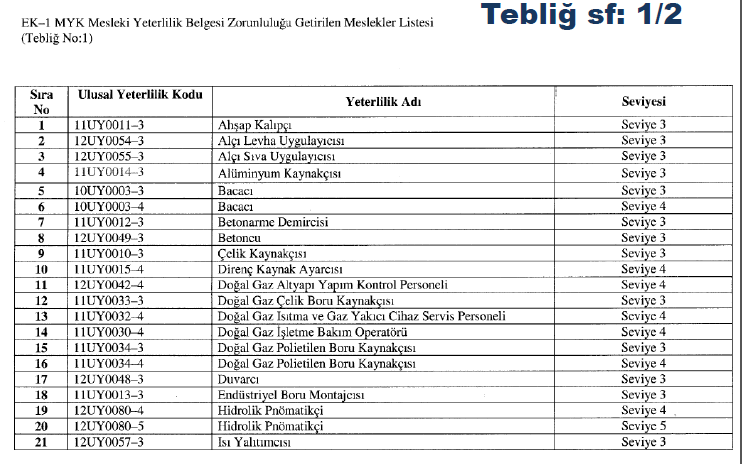 EK–1 MYK Mesleki Yeterlilik Belgesi Zorunluluğu Getirilen Meslekler Listesi
(Tebliğ No:1)
Tebliğ sf: 1/2
Sıra No Ulusal Yeterlilik Kodu Yeterlilik Adı Seviyesi
1 11UY0011–3 Ahşap Kalıpçı Seviye 3
2 12UY0054–3 Alçı Levha Uygulayıcısı Seviye 3
3 12UY0055–3 Alçı Sıva Uygulayıcısı Seviye 3
4 11UY0014–3 Alüminyum Kaynakçısı Seviye 3
5 10UY0003–3 Bacacı Seviye 3
6 10UY0003–4 Bacacı Seviye 4
7 11UY0012–3 Betonarme Demircisi Seviye 3
8 12UY0049–3 Betoncu Seviye 3
9 11UY0010–3 Çelik Kaynakçısı Seviye 3
10 11UY0015–4 Direnç Kaynak Ayarcısı Seviye 4
11 12UY0042–4 Doğal Gaz Altyapı Yapım Kontrol Personeli Seviye 4
12 11UY0033–3 Doğal Gaz Çelik Boru Kaynakçısı Seviye 3
13 11UY0032–4 Doğal Gaz Isıtma ve Gaz Yakıcı Cihaz Servis Personeli Seviye 4
14 11UY0030–4 Doğal Gaz İşletme Bakım Operatörü Seviye 4
15 11UY0034–3 Doğal Gaz Polietilen Boru Kaynakçısı Seviye 3
16 11UY0034–4 Doğal Gaz Polietilen Boru Kaynakçısı Seviye 4
17 12UY0048–3 Duvarcı Seviye 3
18 11UY0013–3 Endüstriyel Boru Montajcısı Seviye 3
19 12UY0080–4 Hidrolik Pnömatikçi Seviye 4
20 12UY0080–5 Hidrolik Pnömatikçi Seviye 5
21 12UY0057–3 Isı Yalıtımcısı Seviye 3